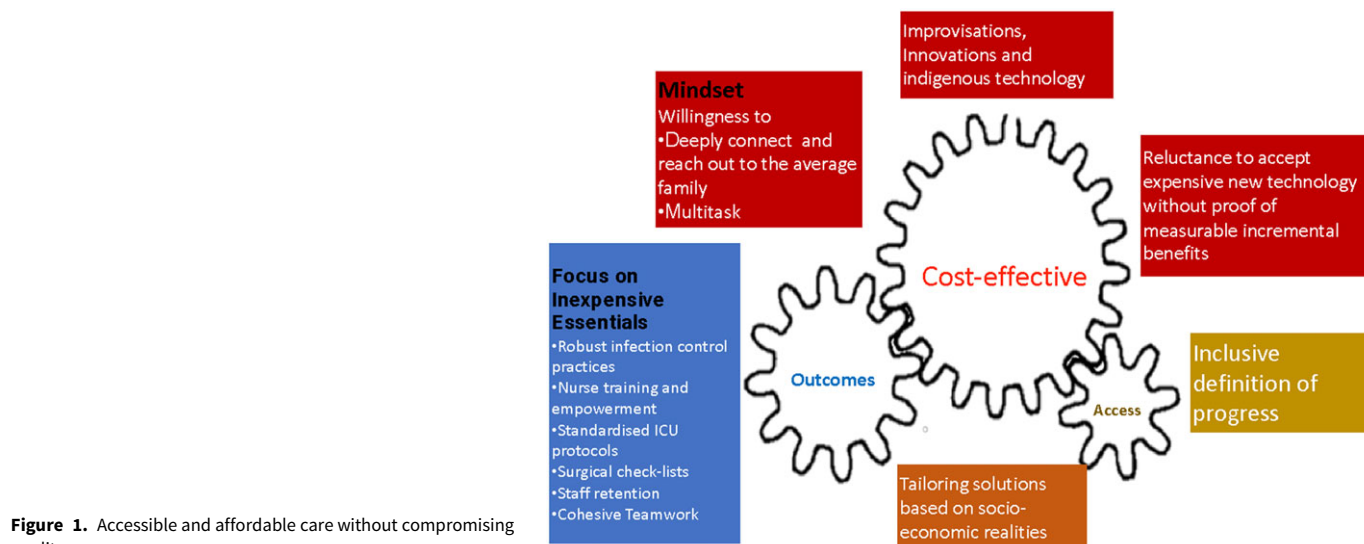 Improvisations,
Innovations and
indigenous technology
Mindset
Willingness to
•Deeply connect and
reach out to the average
family
•Multitask
Reluctance to accept
expensive new technology
without proof of
measurable incremental
benefits
Cost-effective
Focus on
Inexpensive
Essentials
•Robust infection control
practices
•Nurse training and
empowerment
•Standardised ICU
protocols
•Surgical check-lists
•Staff retention
•Cohesive Teamwork
Outcomes
Access
Inclusive
definition of
progress
Tailoring solutions
based on socio-
economic realities
Figure 1. Accessible and affordable care without compromising